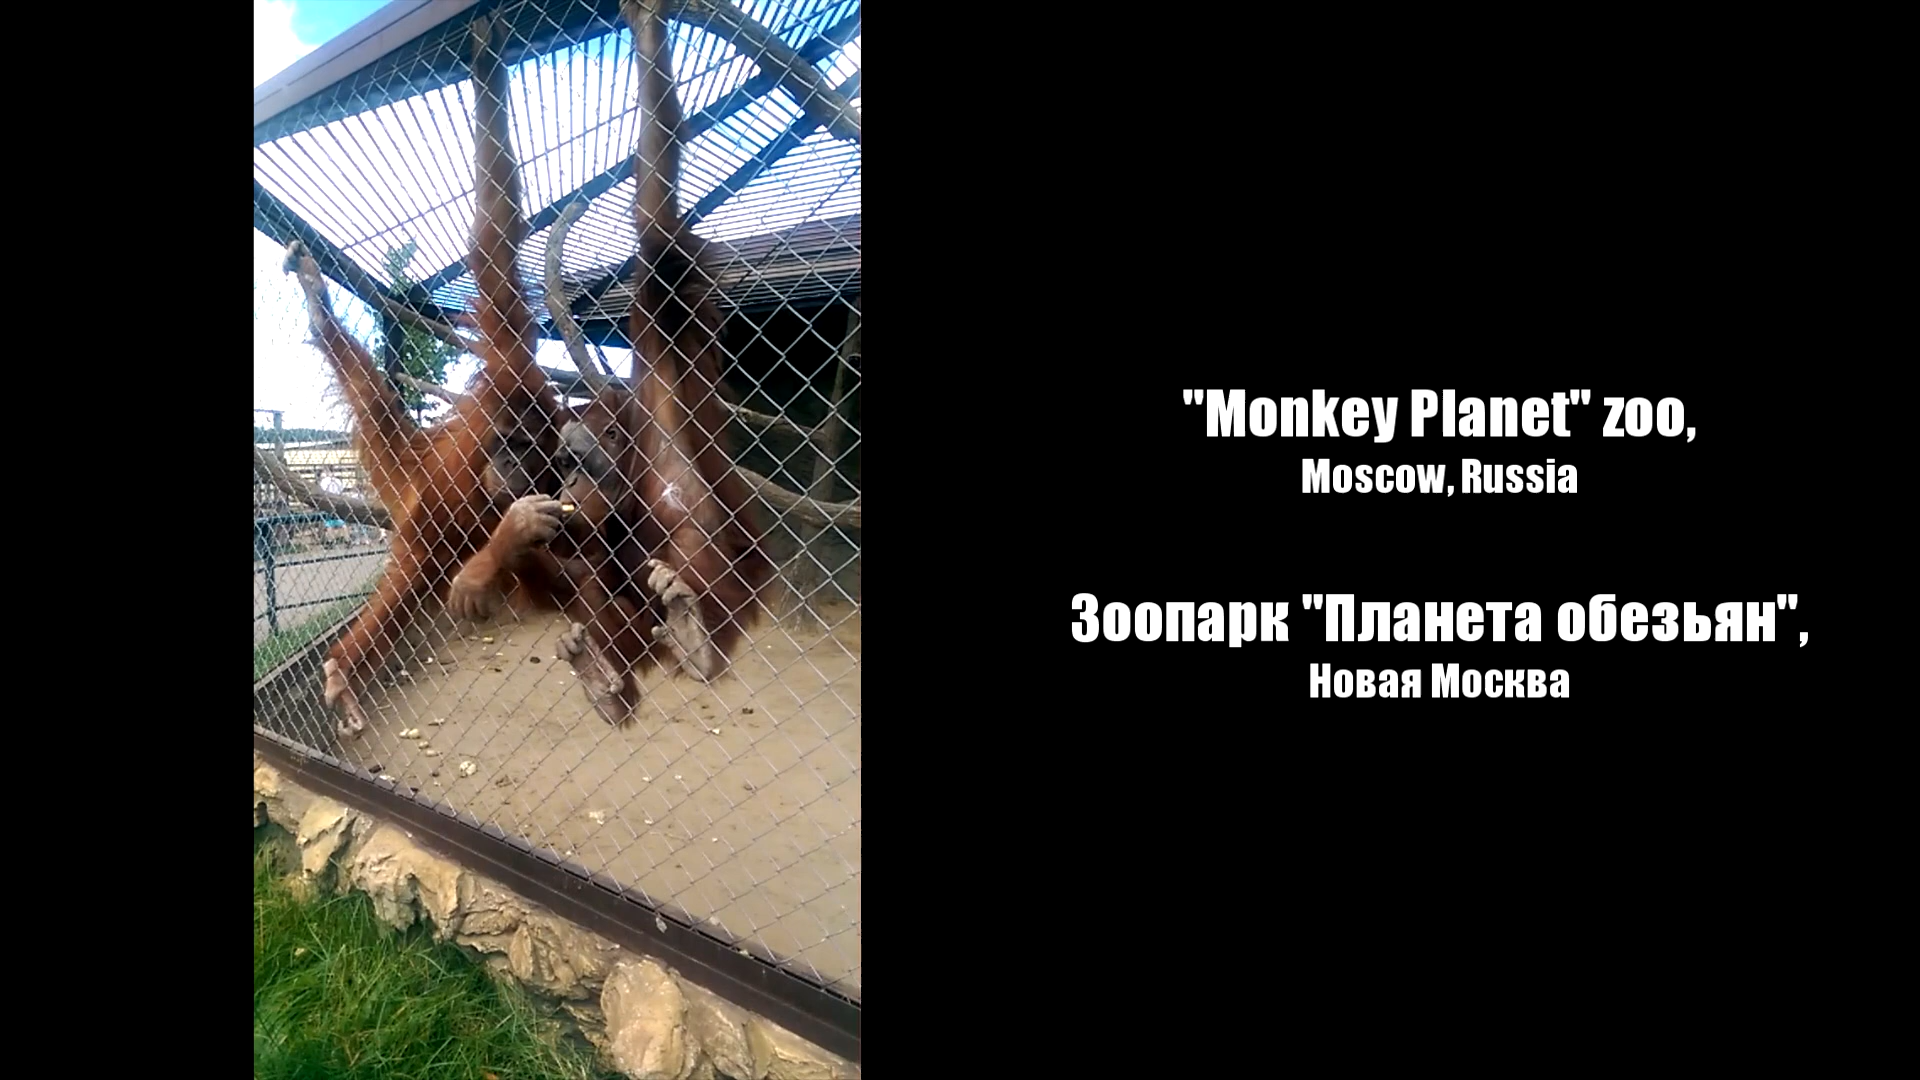 "Monkey Planet" zoo,
Moscow, Russia
Зоопарк "Планета обезьян",
Новая Москва